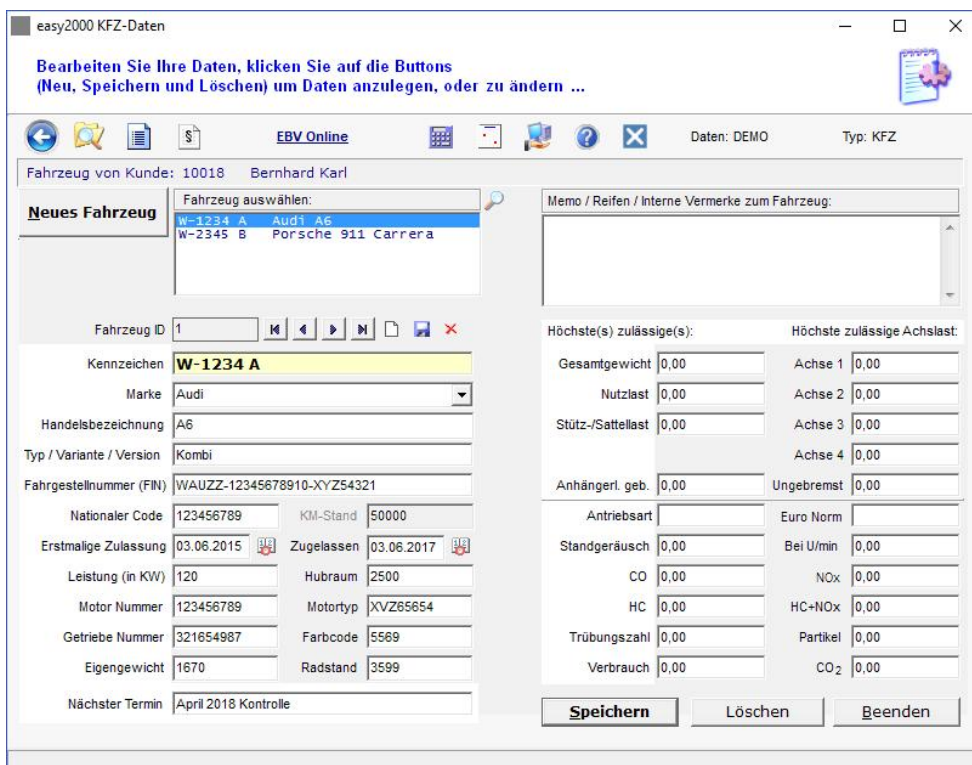 easy2000 KFZ-Daten
Bearbeiten Sie Ihre Daten, klicken Sie auf die Buttons
(Neu, Speichern und Löschen) um Daten anzulegen, oder zu ändern ...
§
EBV Online
Daten: DEMO
Typ: KFZ
Fahrzeug von Kunde: 10018 Bernhard Karl
Neues Fahrzeug
Fahrzeug auswählen:
W-1234 A Audi A6
W-2345 B Porsche 911 Carrera
Memo / Reifen / Interne Vermerke zum Fahrzeug:
Fahrzeug ID 1
Kennzeichen W-1234 A
Marke Audi
Handelsbezeichnung A6
Typ / Variante / Version Kombi
Fahrgestellnummer (FIN) WAUZZ-12345678910-XYZ54321
Nationaler Code 123456789 KM-Stand 50000
Erstmalige Zulassung 03.06.2015 Zugelassen 03.06.2017
Leistung (in KW) 120 Hubraum 2500
Motor Nummer 123456789 Motortyp XVZ65654
Getriebe Nummer 321654987 Farbcode 5569
Eigengewicht 1670 Radstand 3599
Nächster Termin April 2018 Kontrolle
Höchste(s) zulässige(s): Höchste zulässige Achslast:
Gesamtgewicht 0,00 Achse 1 0,00
Nutzlast 0,00 Achse 2 0,00
Stütz-/Sattellast 0,00 Achse 3 0,00
Achse 4 0,00
Anhängerl. geb. 0,00 Ungebremst 0,00
Antriebsart Euro Norm
Standgeräusch 0,00 Bei U/min 0,00
CO 0,00 NOx 0,00
HC 0,00 HC+NOx 0,00
Trübungszahl 0,00 Partikel 0,00
Verbrauch 0,00 CO2 0,00
Speichern Löschen Beenden